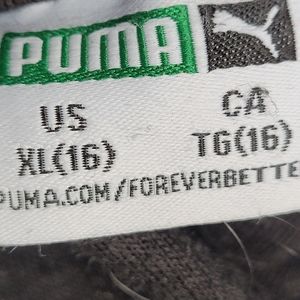 PUMA
US CA
XL(16) TG(16)
PUMA.COM/FOREVERBETTE